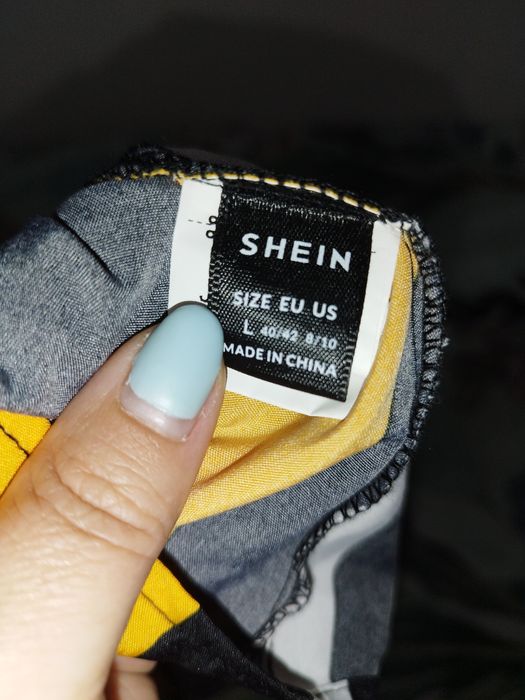 SHEIN
SIZE EU US
L 40/42 8/10
MADE IN CHINA